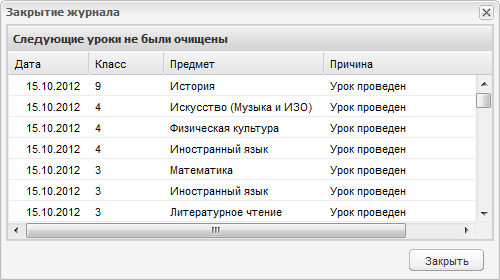 Закрытие журнала
Следующие уроки не были очищены
Дата Класс Предмет Причина
15.10.2012 9 История Урок проведен
15.10.2012 4 Искусство (Музыка и ИЗО) Урок проведен
15.10.2012 4 Физическая культура Урок проведен
15.10.2012 4 Иностранный язык Урок проведен
15.10.2012 3 Математика Урок проведен
15.10.2012 3 Иностранный язык Урок проведен
15.10.2012 3 Литературное чтение Урок проведен
Закрыть